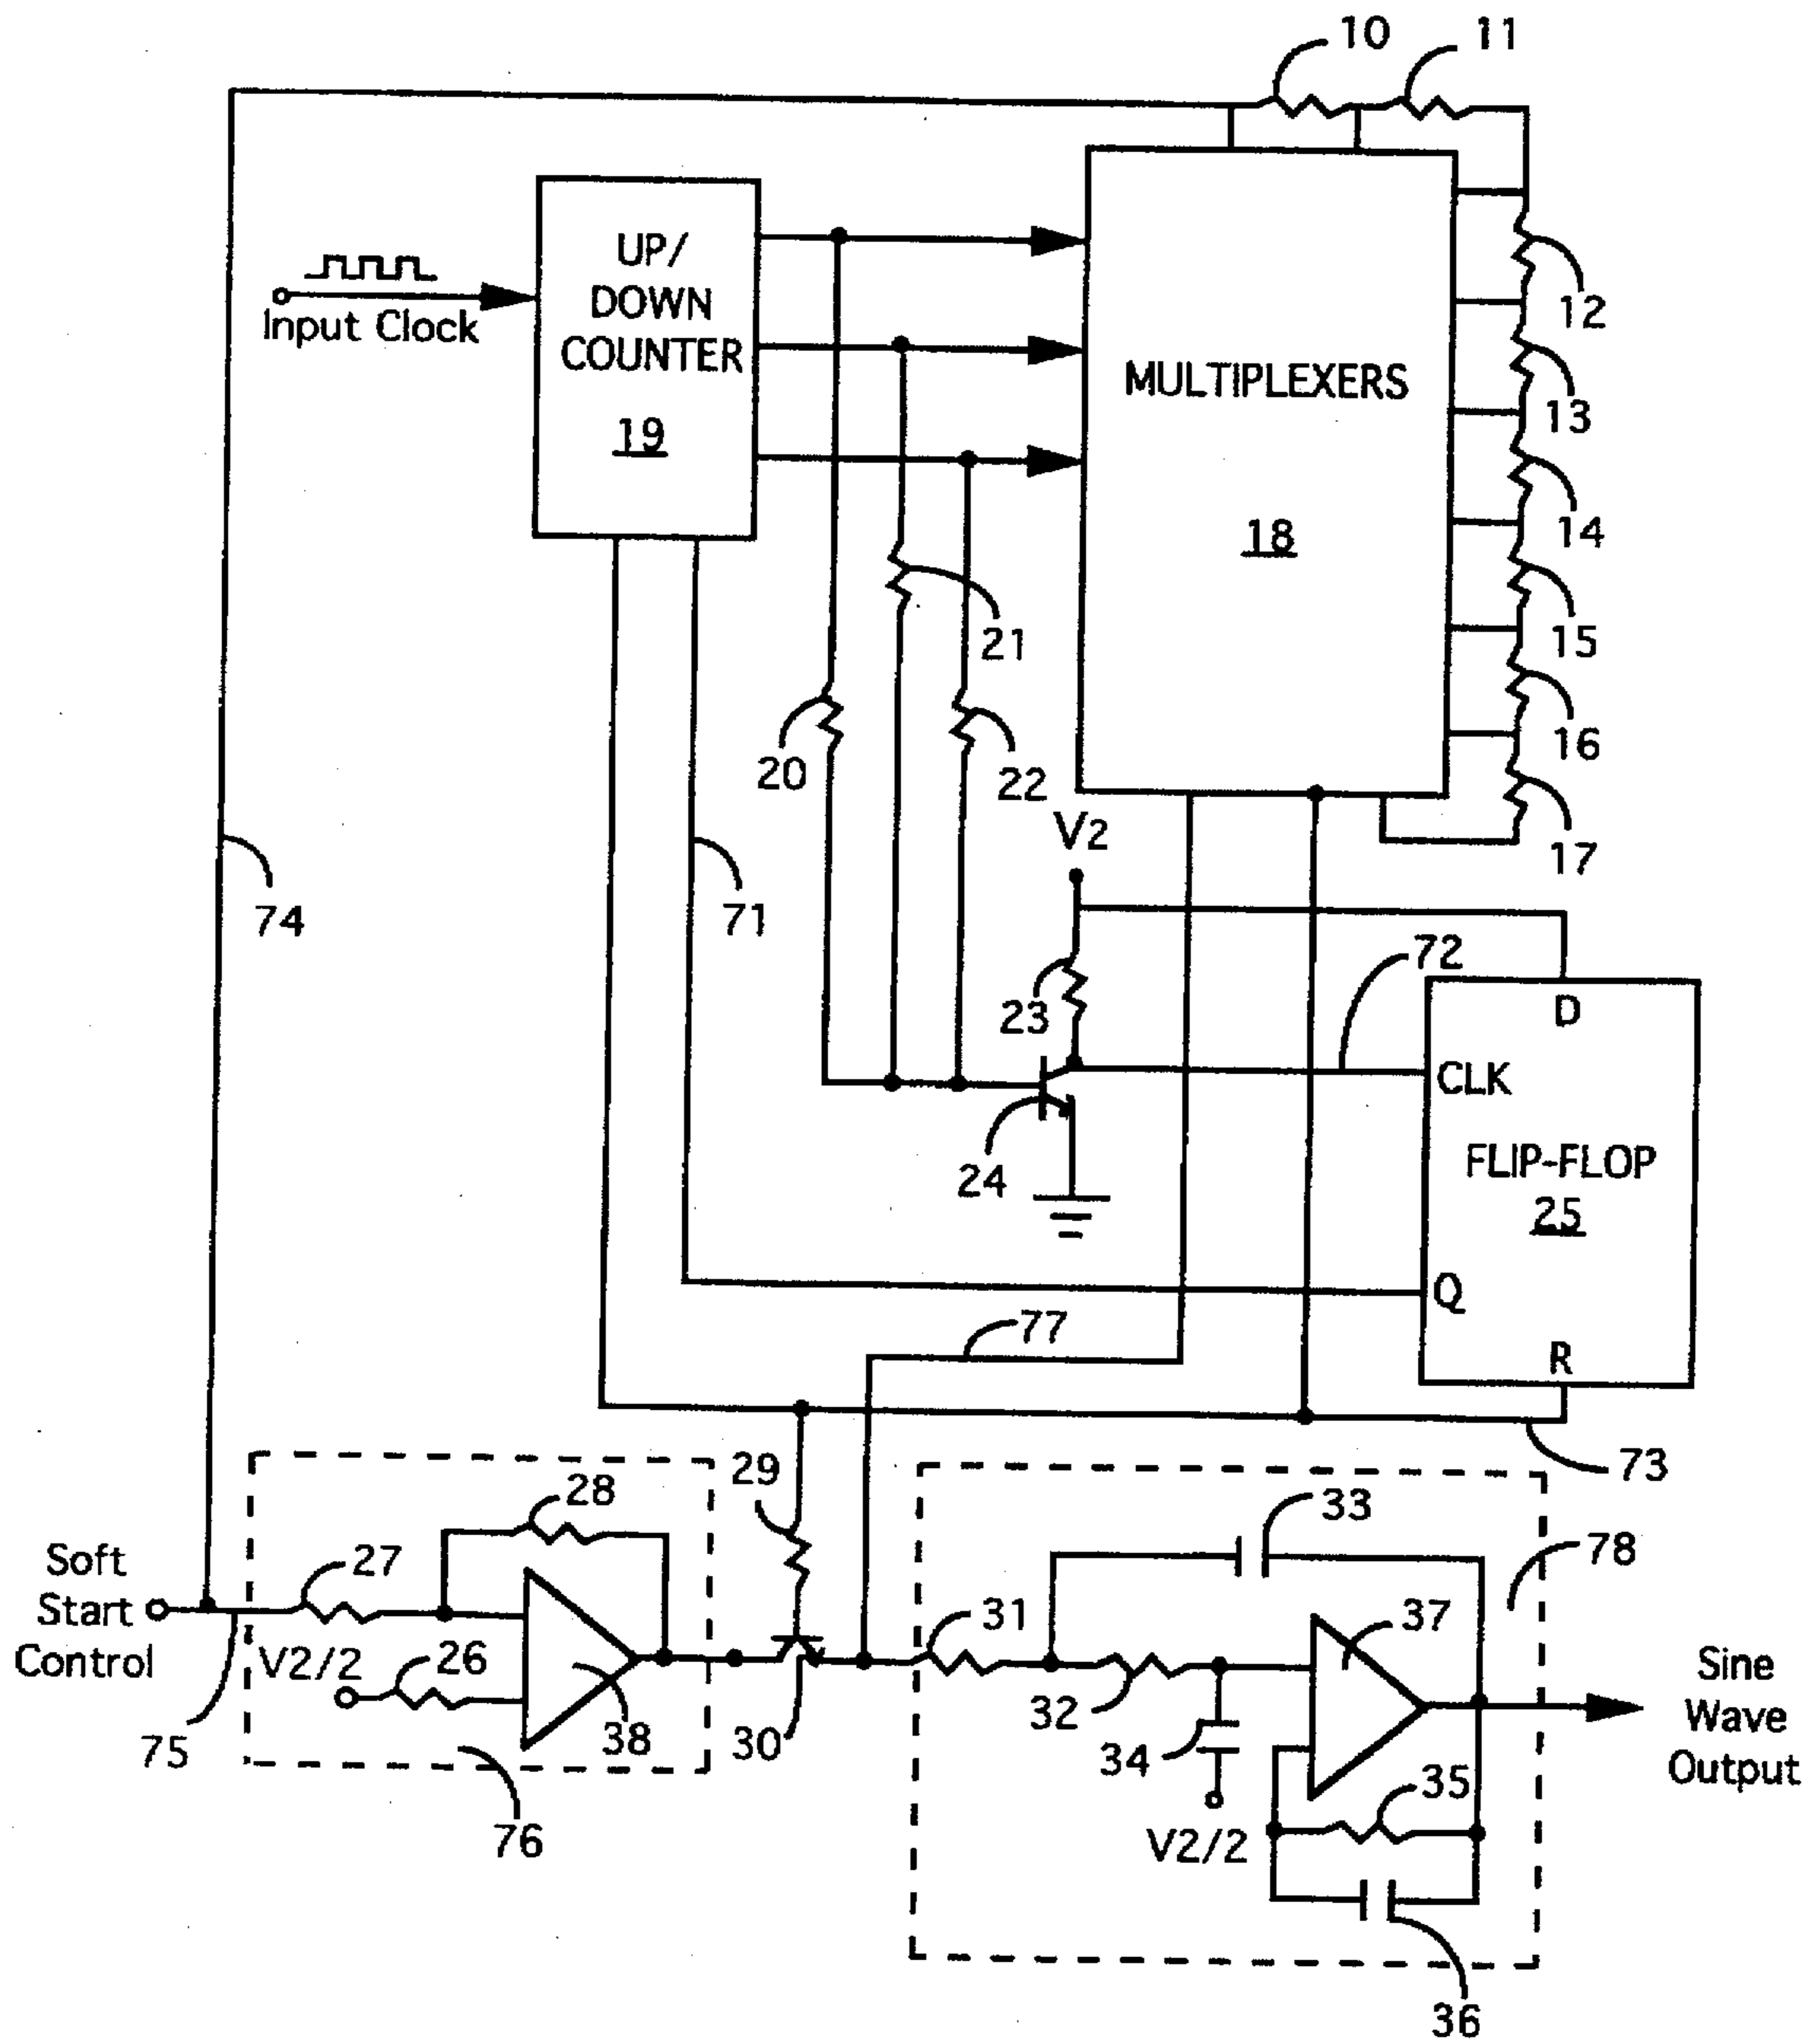 10
11
UP/
DOWN
COUNTER
19
Input Clock
MULTIPLEXERS
18
12
13
14
15
16
17
21
20
22
V2
74
71
72
23
D
CLK
24
FLIP-FLOP
25
Q
77
R
73
29
28
33
78
Soft
Start
Control
27
V2/2
26
31
37
Sine
Wave
Output
75
38
30
32
34
35
V2/2
76
36